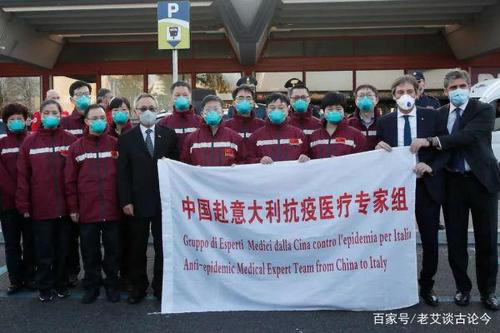 P
中国赴意大利抗疫医疗专家组
Gruppo di Esperti Medici dalla Cina contro l'epidemia per Italia
Anti-epidemic Medical Expert Team from China to Italy
百家号/老艾谈古论今